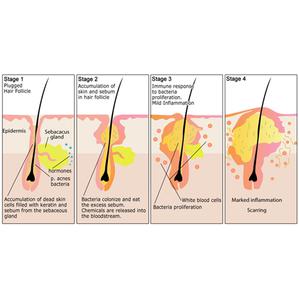 Stage 1
Plugged
Hair Follicle
Epidermis
Sebacaus
gland
hormones
p. acnes
bacteria
Accumulation of dead skin
cells filled with keratin and
sebum from the sebaceous
gland
Stage 2
Accumulation of
skin and sebum in
hair follicle
Bacteria colonize and eat
the excess sebum.
Chemicals are released into
the bloodstream.
Stage 3
Immune response
to bacteria
proliferation.
Mild Inflammation
White blood cells
Bacteria proliferation
Stage 4
Marked inflammation
Scarring